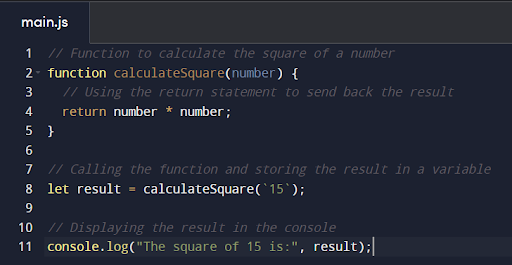 main.js
1 // Function to calculate the square of a number
2 function calculateSquare(number) {
3 // Using the return statement to send back the result
4 return number * number;
5 }
6
7 // Calling the function and storing the result in a variable
8 let result = calculateSquare(`15`);
9
10 // Displaying the result in the console
11 console.log("The square of 15 is:", result);